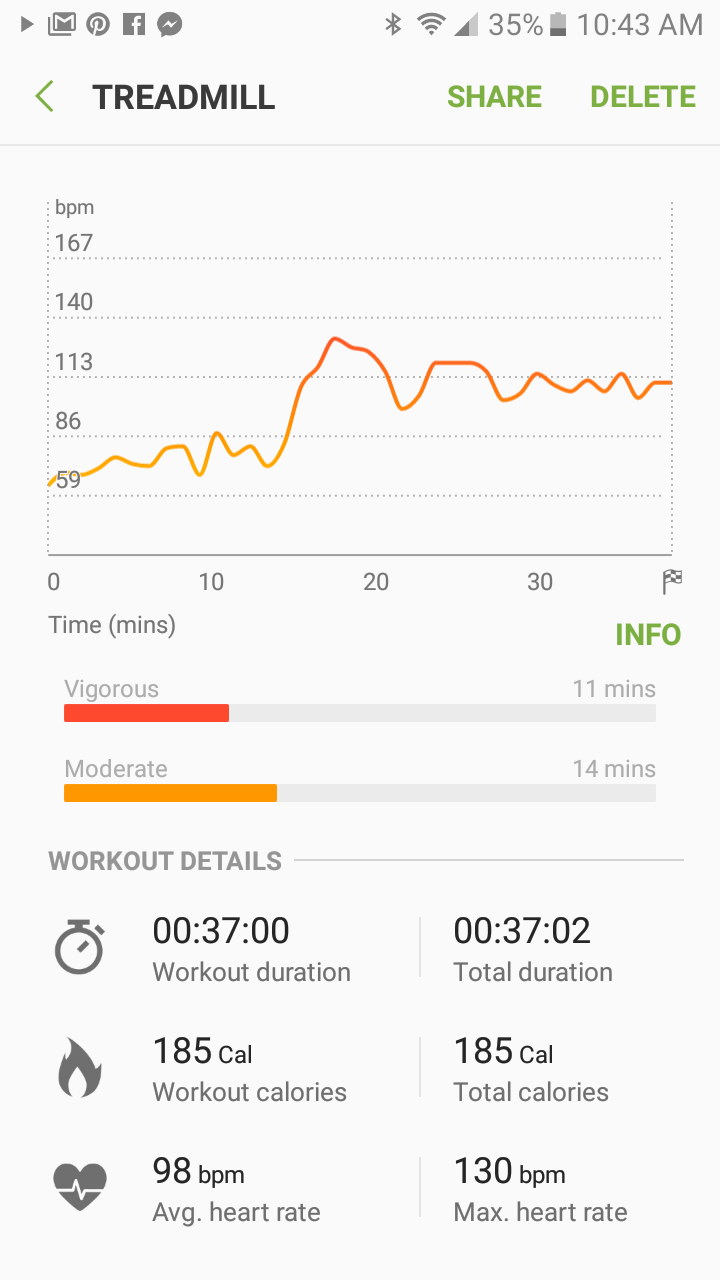 35% 10:43 AM
TREADMILL SHARE DELETE
bpm
167
140
113
86
59
0 10 20 30
Time (mins)
INFO
Vigorous 11 mins
Moderate 14 mins
WORKOUT DETAILS
00:37:00 00:37:02
Workout duration Total duration
185 Cal 185 Cal
Workout calories Total calories
98 bpm 130 bpm
Avg. heart rate Max. heart rate